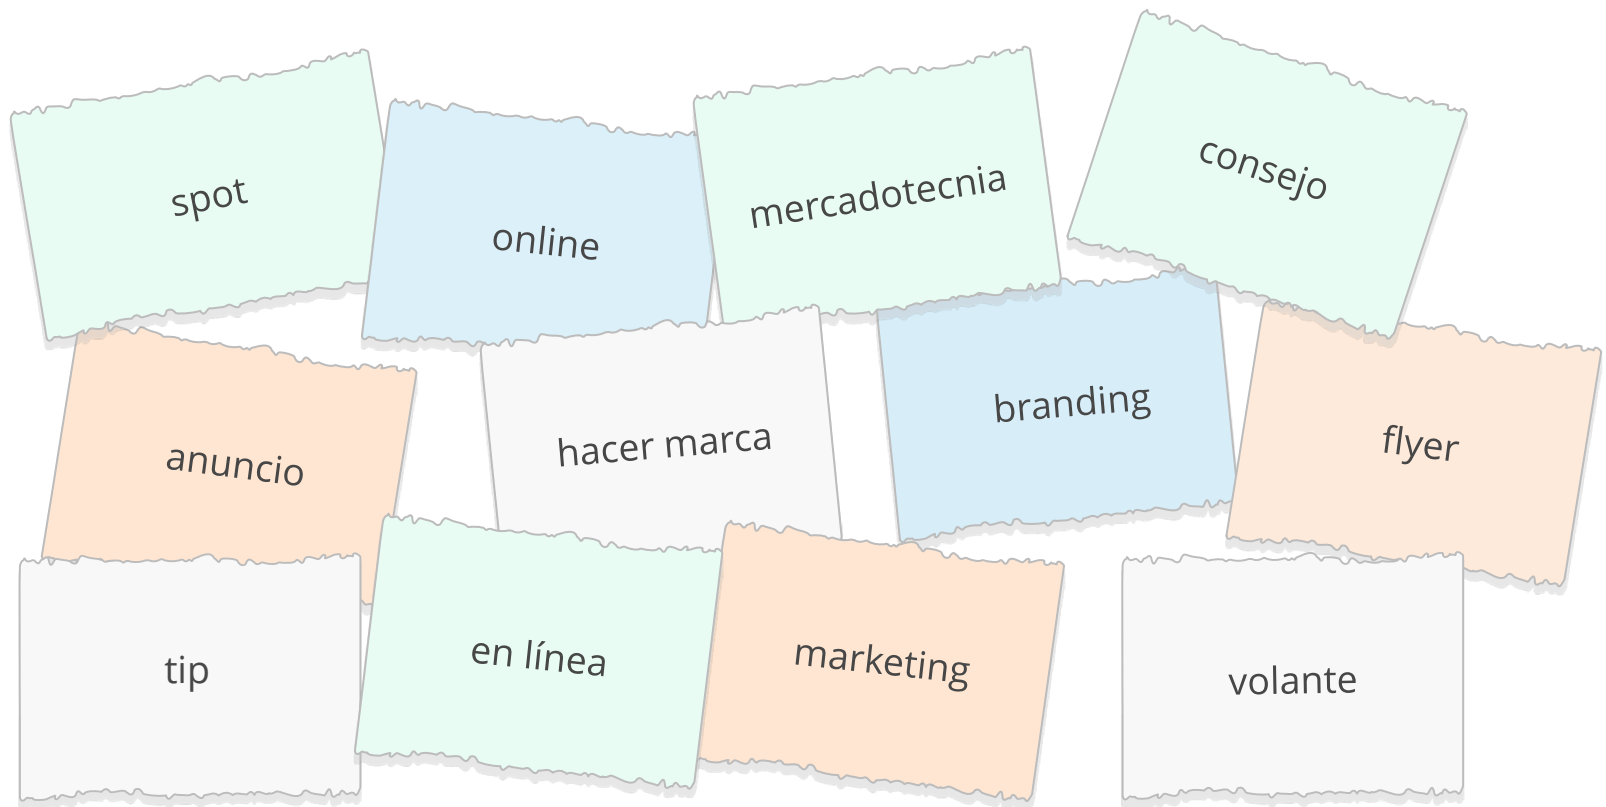 spot
online
mercadotecnia
consejo
anuncio
hacer marca
branding
flyer
tip
en línea
marketing
volante